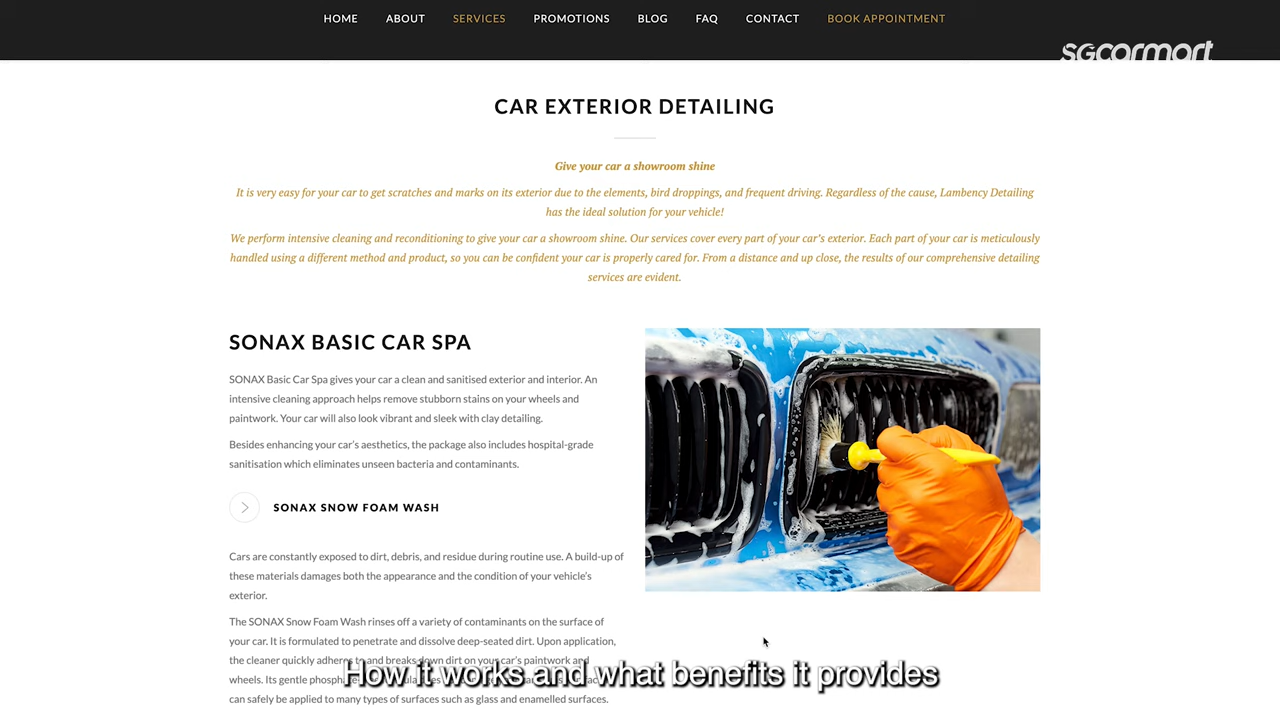 HOME ABOUT SERVICES PROMOTIONS BLOG FAQ CONTACT BOOK APPOINTMENT
sgcarmart
CAR EXTERIOR DETAILING
Give your car a showroom shine
It is very easy for your car to get scratches and marks on its exterior due to the elements, bird droppings, and frequent driving. Regardless of the cause, Lambency Detailing
has the ideal solution for your vehicle!
We perform intensive cleaning and reconditioning to give your car a showroom shine. Our services cover every part of your car's exterior. Each part of your car is meticulously
handled using a different method and product, so you can be confident your car is properly cared for. From a distance and up close, the results of our comprehensive detailing
services are evident.
SONAX BASIC CAR SPA
SONAX Basic Car Spa gives your car a clean and sanitised exterior and interior. An
intensive cleaning approach helps remove stubborn stains on your wheels and
paintwork. Your car will also look vibrant and sleek with clay detailing.
Besides enhancing your car's aesthetics, the package also includes hospital-grade
sanitisation which eliminates unseen bacteria and contaminants.
SONAX SNOW FOAM WASH
Cars are constantly exposed to dirt, debris, and residue during routine use. A build-up of
these materials damages both the appearance and the condition of your vehicle's
exterior.
The SONAX Snow Foam Wash rinses off a variety of contaminants on the surface of
your car. It is formulated to penetrate and dissolve deep-seated dirt. Upon application,
the cleaner quickly adheres to and breaks down dirt on your car's paintwork and
wheels. Its gentle
can safely be applied to many types of surfaces such as glass and enamelled surfaces.
How it works and what benefits it provides